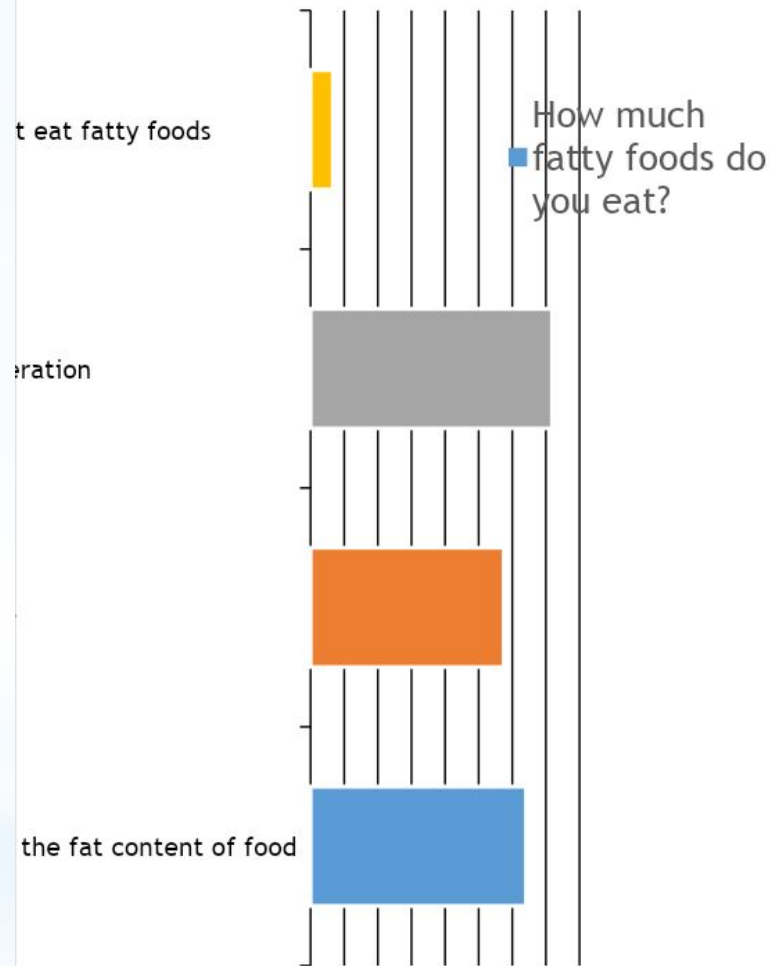 t eat fatty foods
How much
fatty foods do
you eat?
eration
the fat content of food